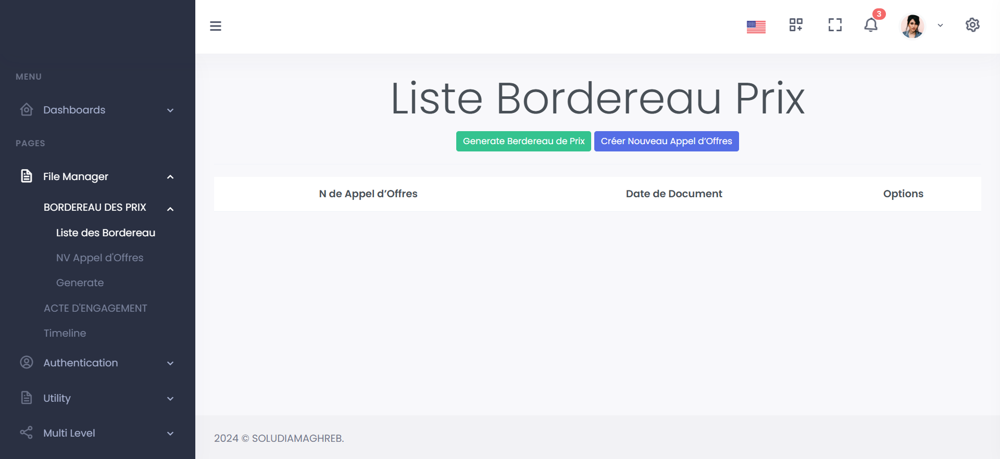 3
MENU
Dashboards
PAGES
File Manager
BORDEREAU DES PRIX
Liste des Bordereau
NV Appel d'Offres
Generate
ACTE D'ENGAGEMENT
Timeline
Authentication
Utility
Multi Level
Liste Bordereau Prix
Generate Berdereau de Prix Créer Nouveau Appel d’Offres
N de Appel d’Offres Date de Document Options
2024 © SOLUDIAMAGHREB.